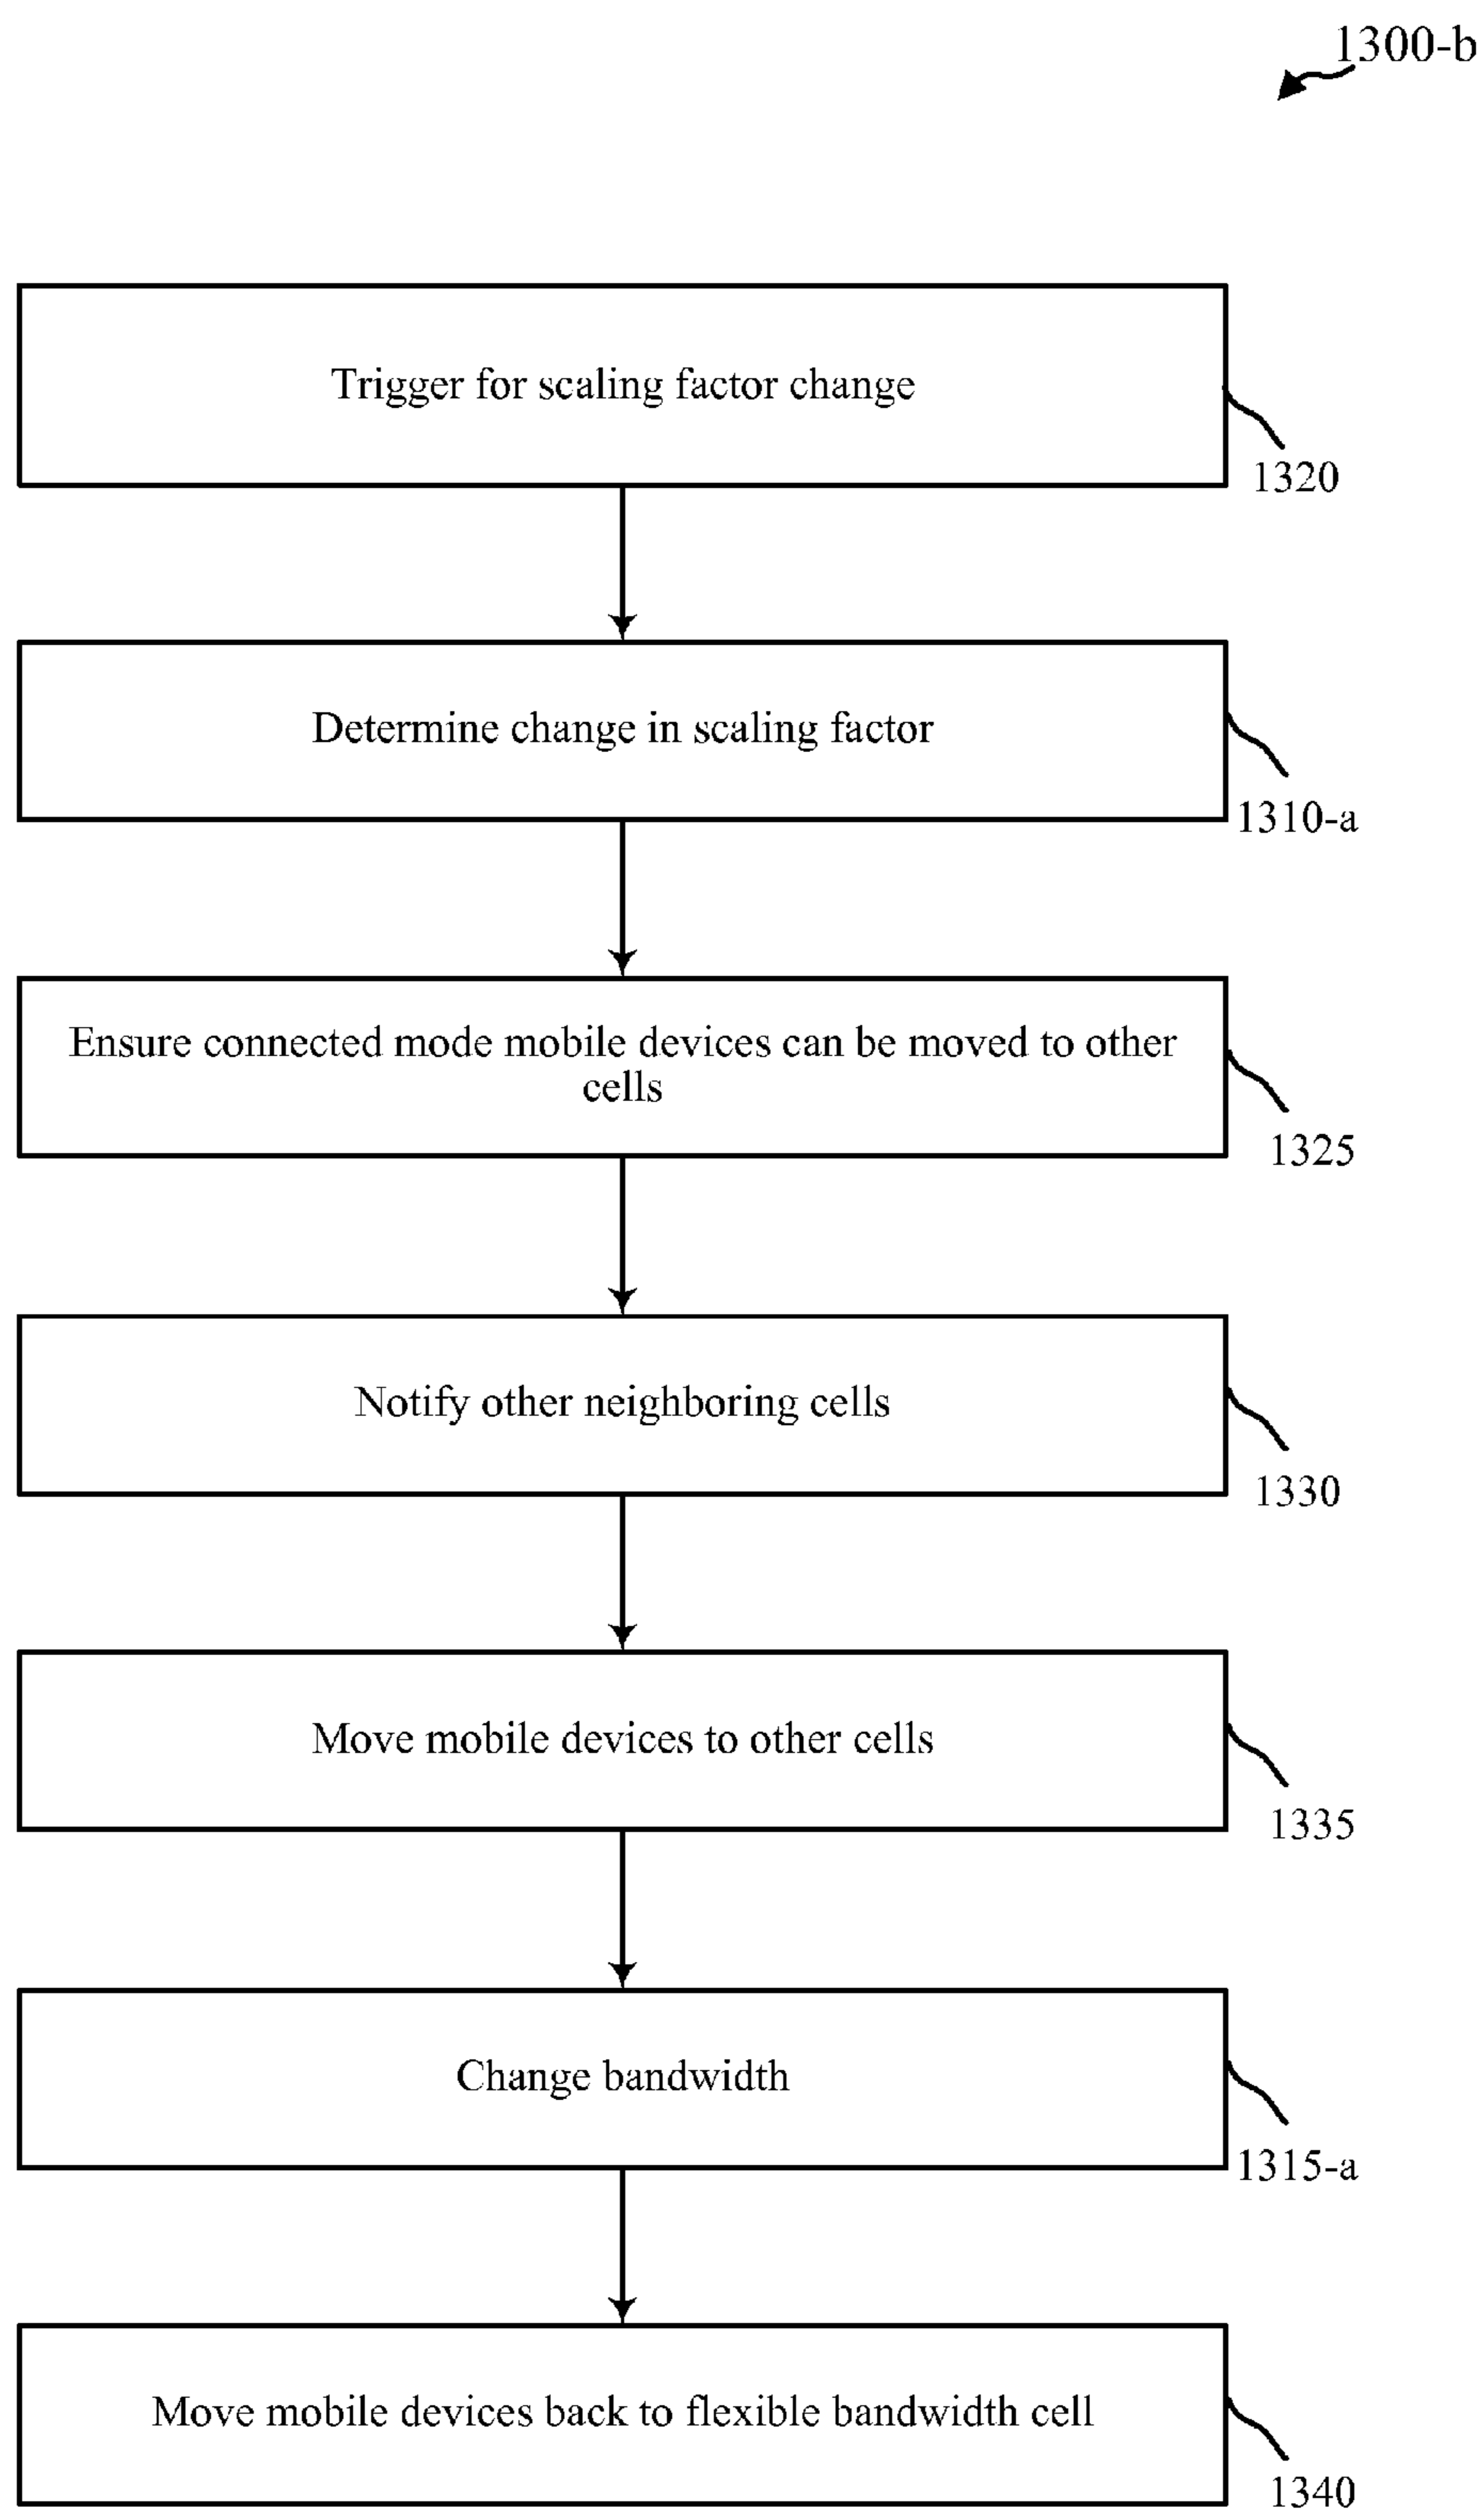 1300-b
Trigger for scaling factor change
1320
Determine change in scaling factor
1310-a
Ensure connected mode mobile devices can be moved to other
cells
1325
Notify other neighboring cells
1330
Move mobile devices to other cells
1335
Change bandwidth
1315-a
Move mobile devices back to flexible bandwidth cell
1340